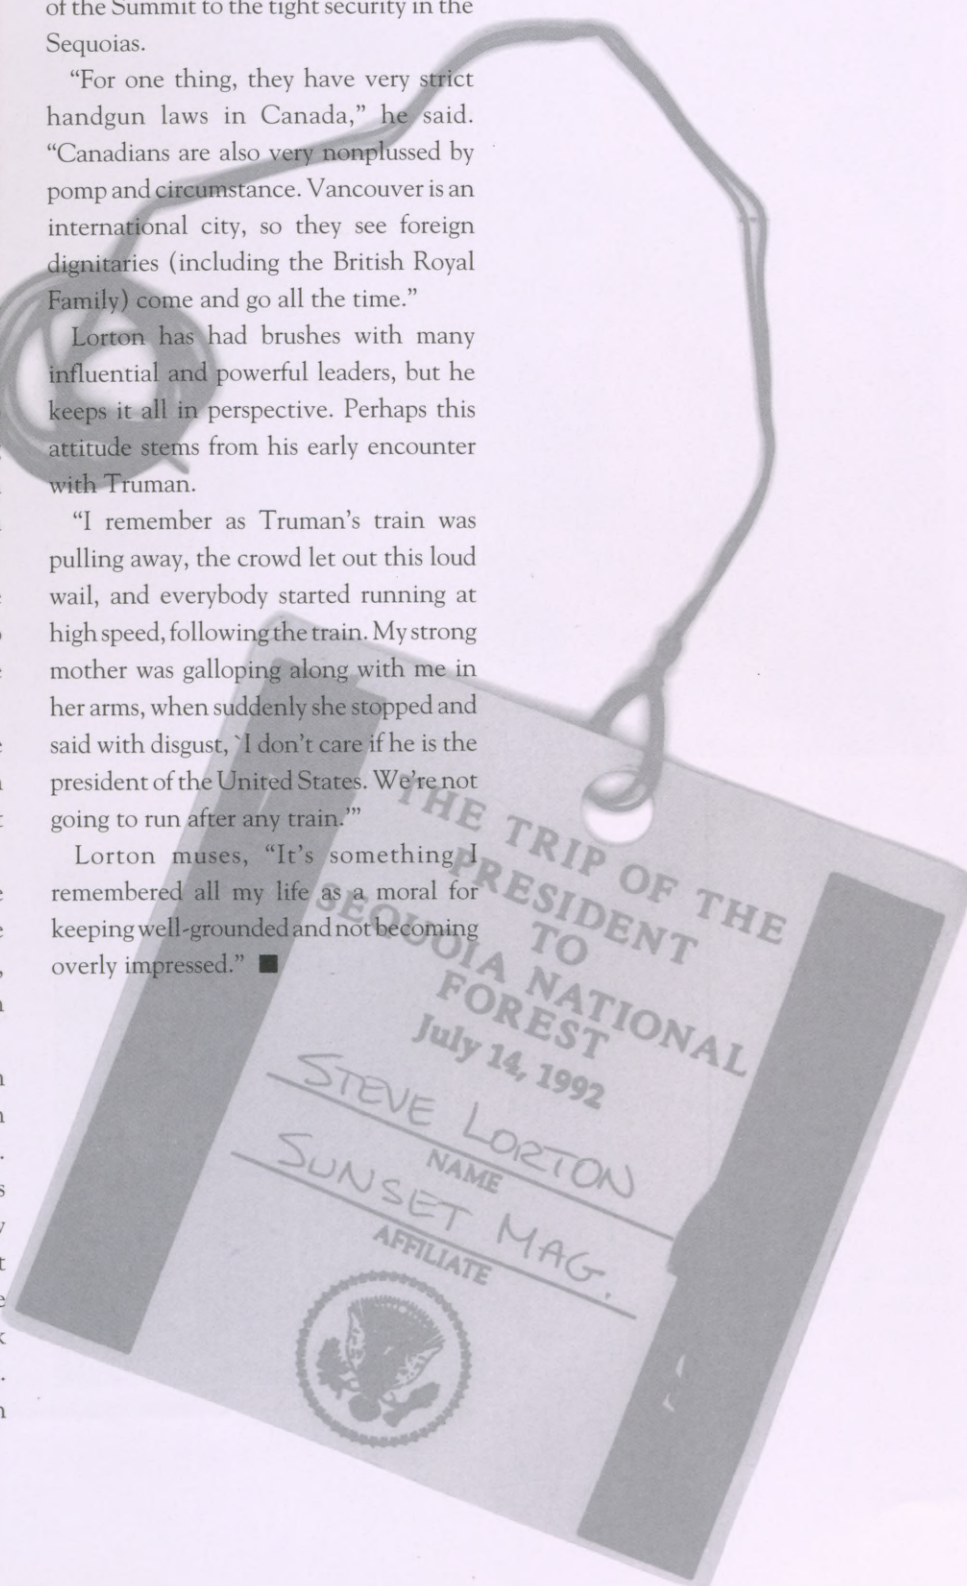 of the Summit to the tight security in the
Sequoias.
“For one thing, they have very strict
handgun laws in Canada,” he said.
“Canadians are also very nonplussed by
pomp and circumstance. Vancouver is an
international city, so they see foreign
dignitaries (including the British Royal
Family) come and go all the time.”
Lorton has had brushes with many
influential and powerful leaders, but he
keeps it all in perspective. Perhaps this
attitude stems from his early encounter
with Truman.
“I remember as Truman’s train was
pulling away, the crowd let out this loud
wail, and everybody started running at
high speed, following the train. My strong
mother was galloping along with me in
her arms, when suddenly she stopped and
said with disgust, `I don’t care if he is the
president of the United States. We’re not
going to run after any train.’”
Lorton muses, “It’s something I
remembered all my life as a moral for
keeping well-grounded and not becoming
overly impressed.” ■
THE TRIP OF THE
PRESIDENT
TO
SEQUOIA NATIONAL
FOREST
July 14, 1992
STEVE LORTON
NAME
SUNSET MAG.
AFFILIATE